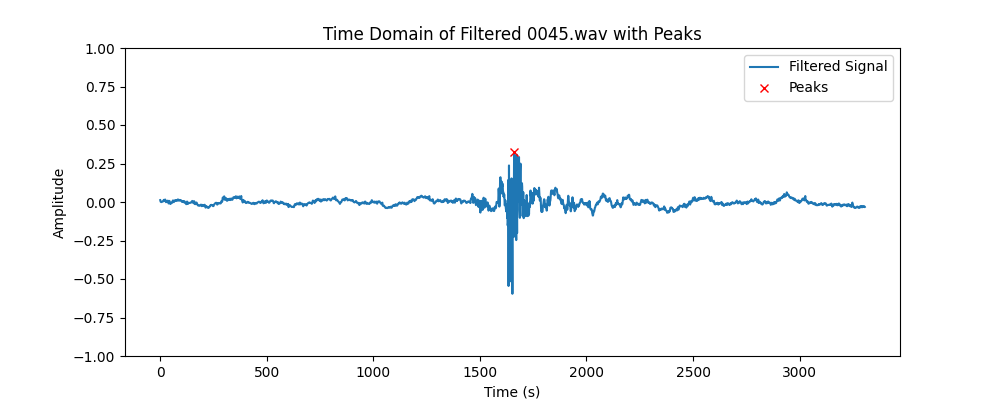 Time Domain of Filtered 0045.wav with Peaks
1.00
0.75
0.50
0.25
0.00
−0.25
−0.50
−0.75
−1.00
Amplitude
Filtered Signal
Peaks
0 500 1000 1500 2000 2500 3000
Time (s)